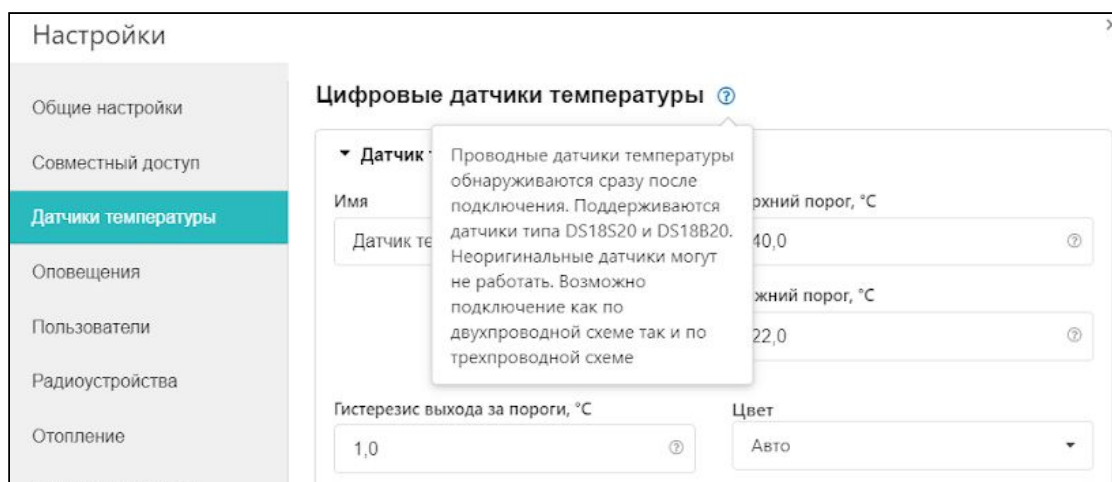 Настройки
Общие настройки
Совместный доступ
Датчики температуры
Оповещения
Пользователи
Радиоустройства
Отопление
Цифровые датчики температуры
Проводные датчики температуры
обнаруживаются сразу после
подключения. Поддерживаются
датчики типа DS18S20 и DS18B20.
Неоригинальные датчики могут
не работать. Возможно
подключение как по
двухпроводной схеме так и по
трехпроводной схеме
Датчик
Имя
Датчик те
рхний порог, °C
40,0
жний порог, °C
22,0
Гистерезис выхода за пороги, °C
1,0
Цвет
Авто